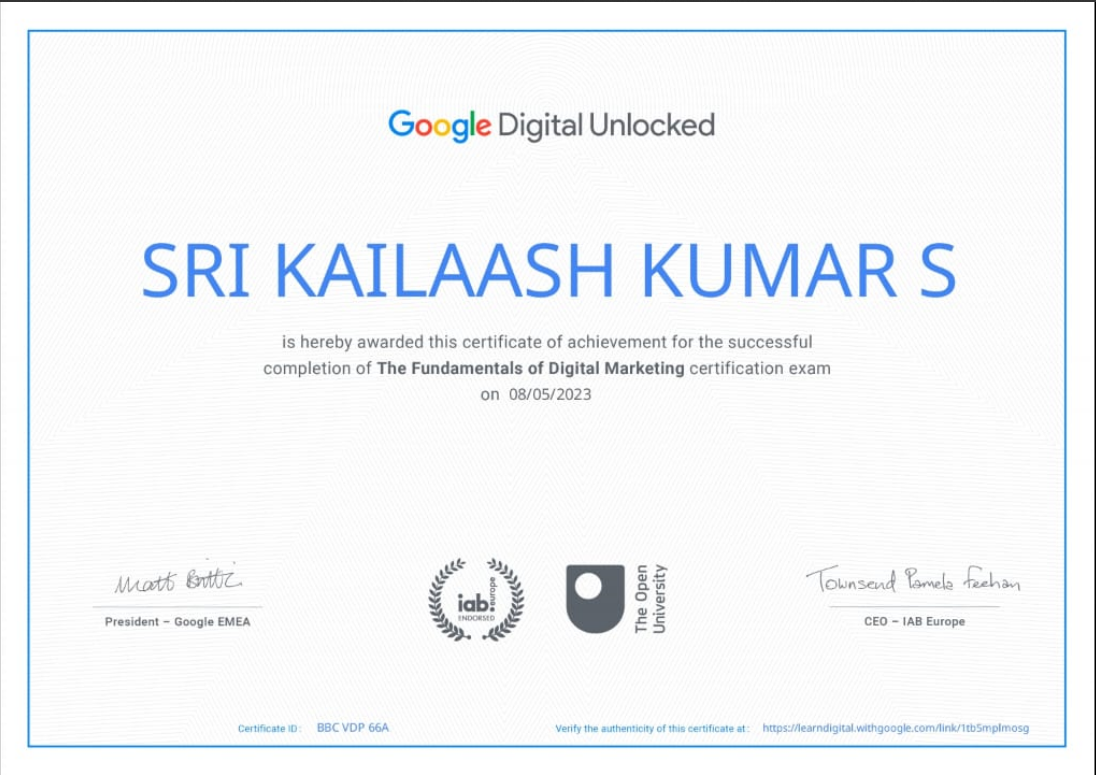 Google Digital Unlocked
SRI KAILAASH KUMAR S
is hereby awarded this certificate of achievement for the successful
completion of The Fundamentals of Digital Marketing certification exam
on 08/05/2023
Matt Brittin
President – Google EMEA
iab.europe
ENDORSED
The Open
University
Townsend Pamela Feehan
CEO – IAB Europe
Certificate ID : BBC VDP 66A
Verify the authenticity of this certificate at : https://learndigital.withgoogle.com/link/1tb5mplmosg